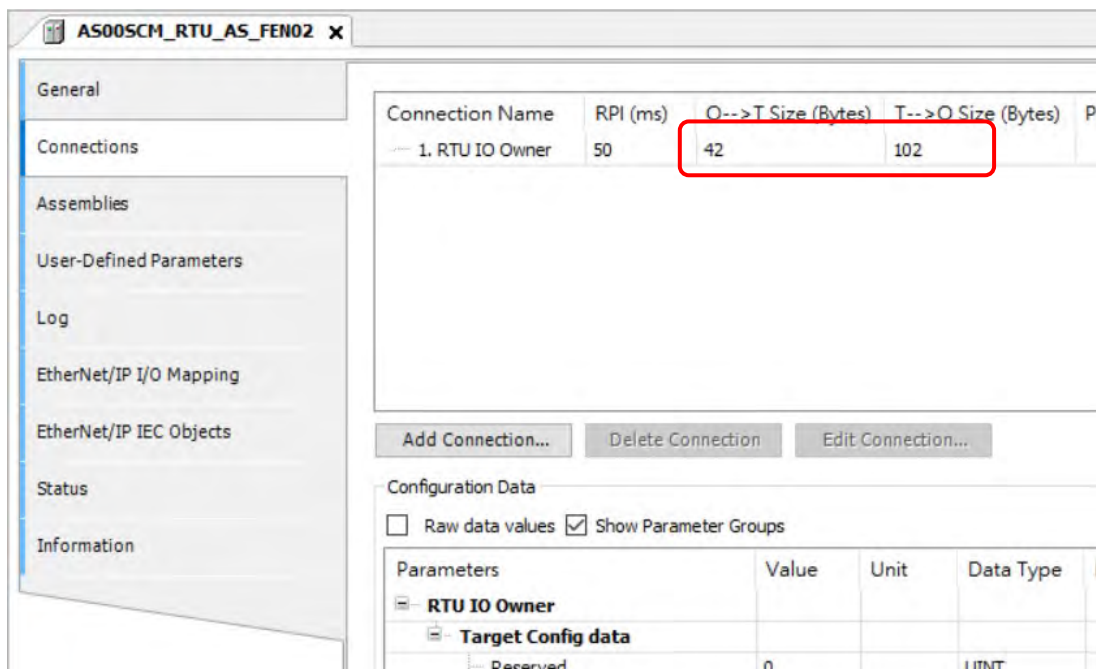 AS00SCM_RTU_AS_FEN02
General
Connections
Assemblies
User-Defined Parameters
Log
EtherNet/IP I/O Mapping
EtherNet/IP IEC Objects
Status
Information
Connection Name RPI (ms) O-->T Size (Bytes) T-->O Size (Bytes) P
1. RTU IO Owner 50 42 102
Add Connection... Delete Connection Edit Connection...
Configuration Data
Raw data values Show Parameter Groups
Parameters Value Unit Data Type
RTU IO Owner
Target Config data
Reserved 0 UINT